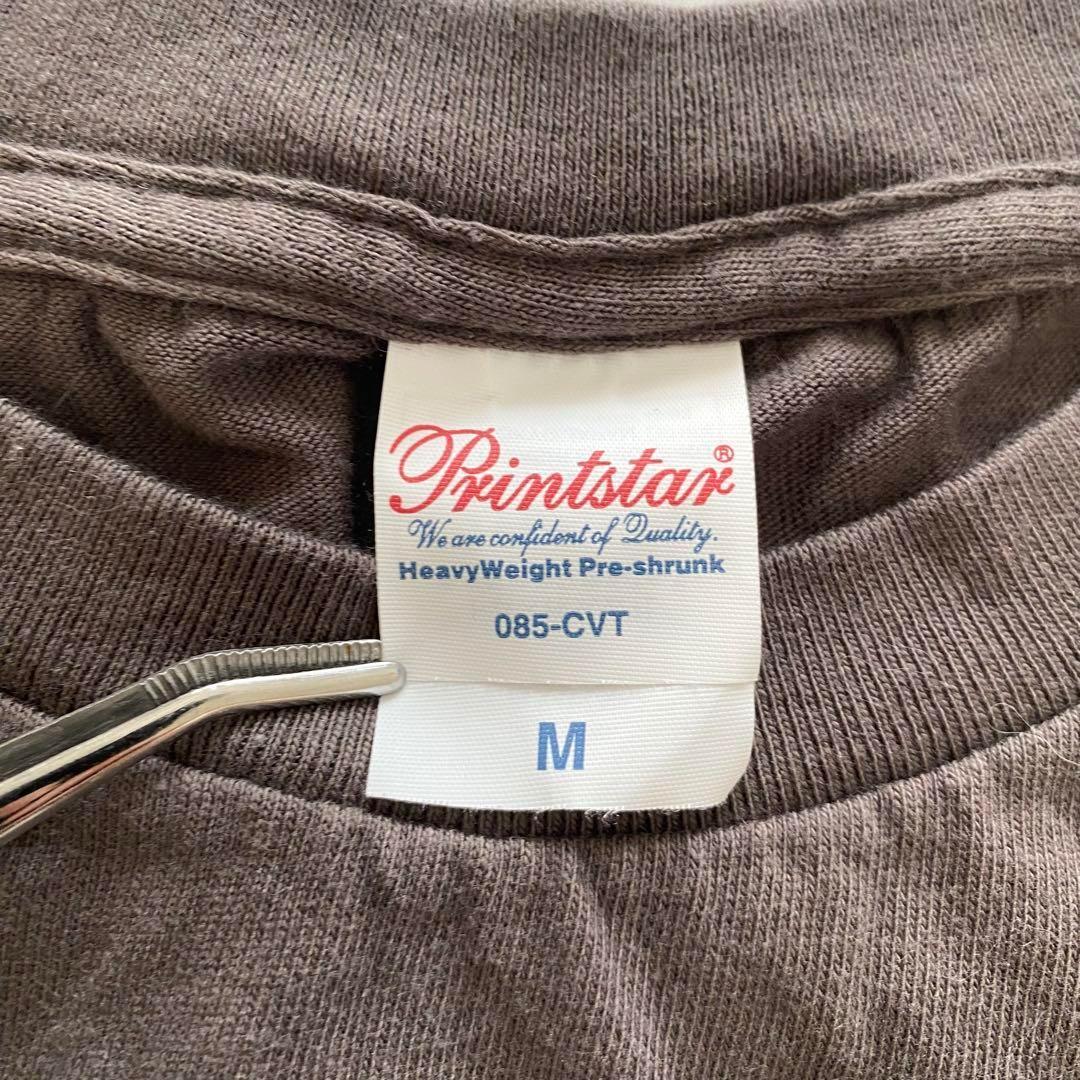 Printstar®
We are confident of Quality.
HeavyWeight Pre-shrunk
085-CVT
M